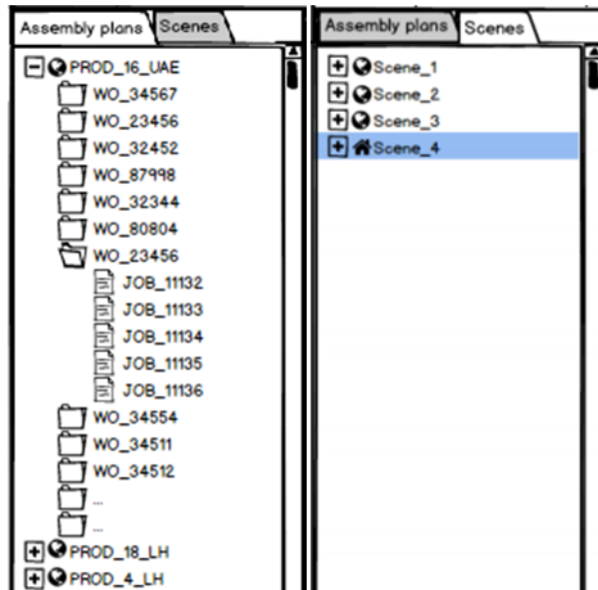 Assembly plans Scenes
PROD_16_UAE
WO_34567
WO_23456
WO_32452
WO_87998
WO_32344
WO_80804
WO_23456
JOB_11132
JOB_11133
JOB_11134
JOB_11135
JOB_11136
WO_34554
WO_34511
WO_34512
...
...
PROD_18_LH
PROD_4_LH
Assembly plans Scenes
Scene_1
Scene_2
Scene_3
Scene_4